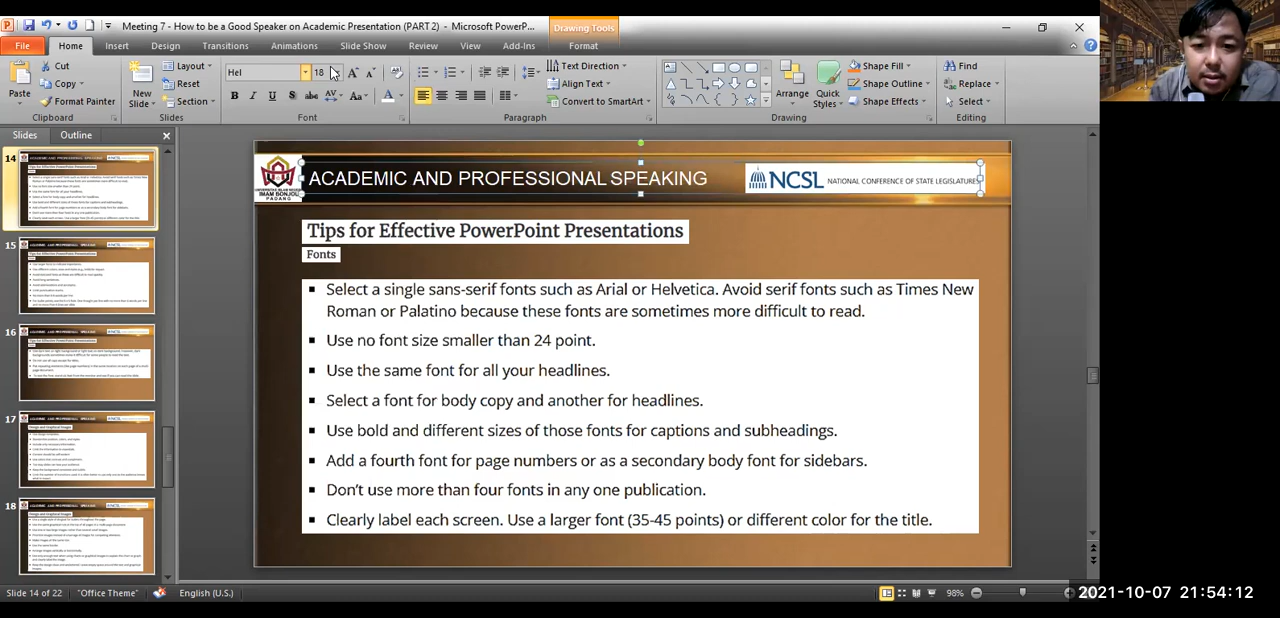 Meeting 7 - How to be a Good Speaker on Academic Presentation (PART 2) - Microsoft PowerP...
Drawing Tools
File Home Insert Design Transitions Animations Slide Show Review View Add-Ins Format
Paste
Cut
Copy
Format Painter
Clipboard
New Slide
Layout
Reset
Section
Slides
Hel 18
Font
Text Direction
Align Text
Convert to SmartArt
Paragraph
Arrange
Quick Styles
Shape Fill
Shape Outline
Shape Effects
Drawing
Find
Replace
Select
Editing
Slides Outline
14
15
16
17
18
UNIVERSITAS ISLAM NEGERI
IMAM BONJOL
PADANG
ACADEMIC AND PROFESSIONAL SPEAKING
NCSL NATIONAL CONFERENCE OF STATE LEGISLATURES
Tips for Effective PowerPoint Presentations
Fonts
Select a single sans-serif fonts such as Arial or Helvetica. Avoid serif fonts such as Times New
Roman or Palatino because these fonts are sometimes more difficult to read.
Use no font size smaller than 24 point.
Use the same font for all your headlines.
Select a font for body copy and another for headlines.
Use bold and different sizes of those fonts for captions and subheadings.
Add a fourth font for page numbers or as a secondary body font for sidebars.
Don't use more than four fonts in any one publication.
Clearly label each screen. Use a larger font (35-45 points) or different color for the title.
Slide 14 of 22 "Office Theme" English (U.S.) 98%
2021-10-07 21:54:12